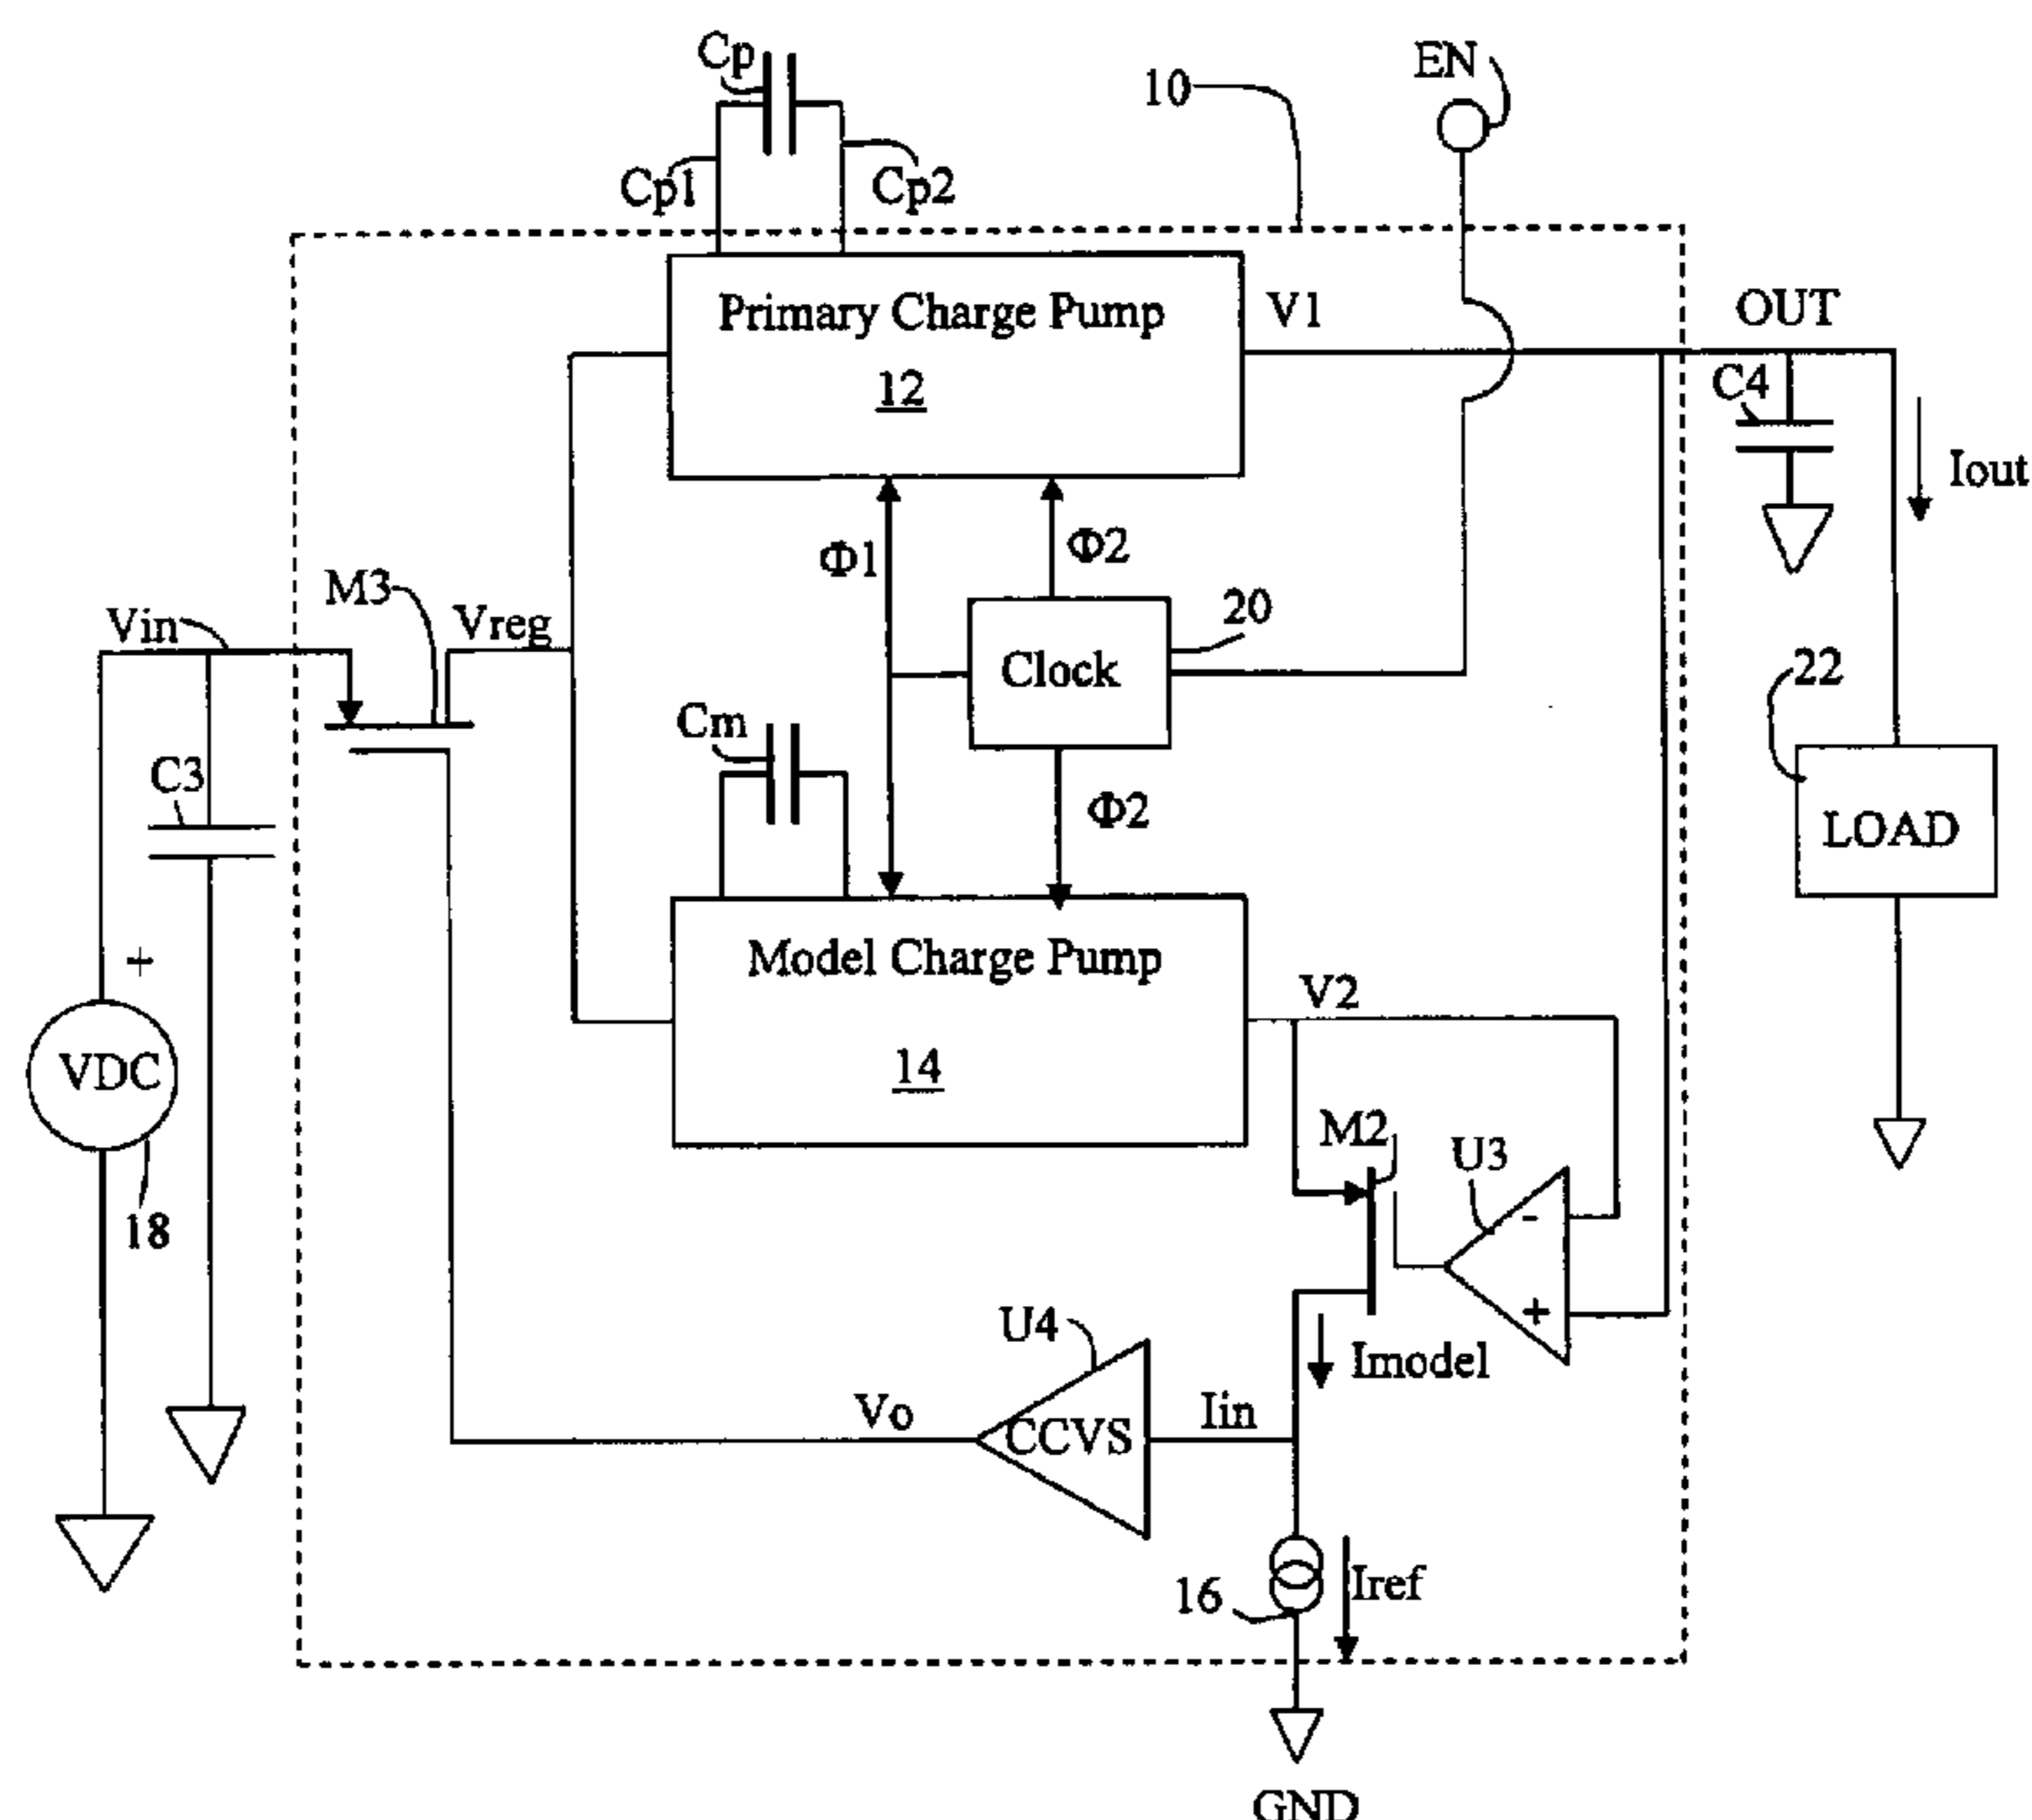 Cp
EN
10
Cp1
Cp2
Primary Charge Pump
V1
OUT
12
C4
Iout
Φ1
Φ2
M3
Vin
Vreg
20
Clock
22
Cm
C3
Φ2
LOAD
+
Model Charge Pump
V2
VDC
14
M2
U3
-
18
+
U4
Imodel
Vo
Iin
CCVS
16
Iref
GND